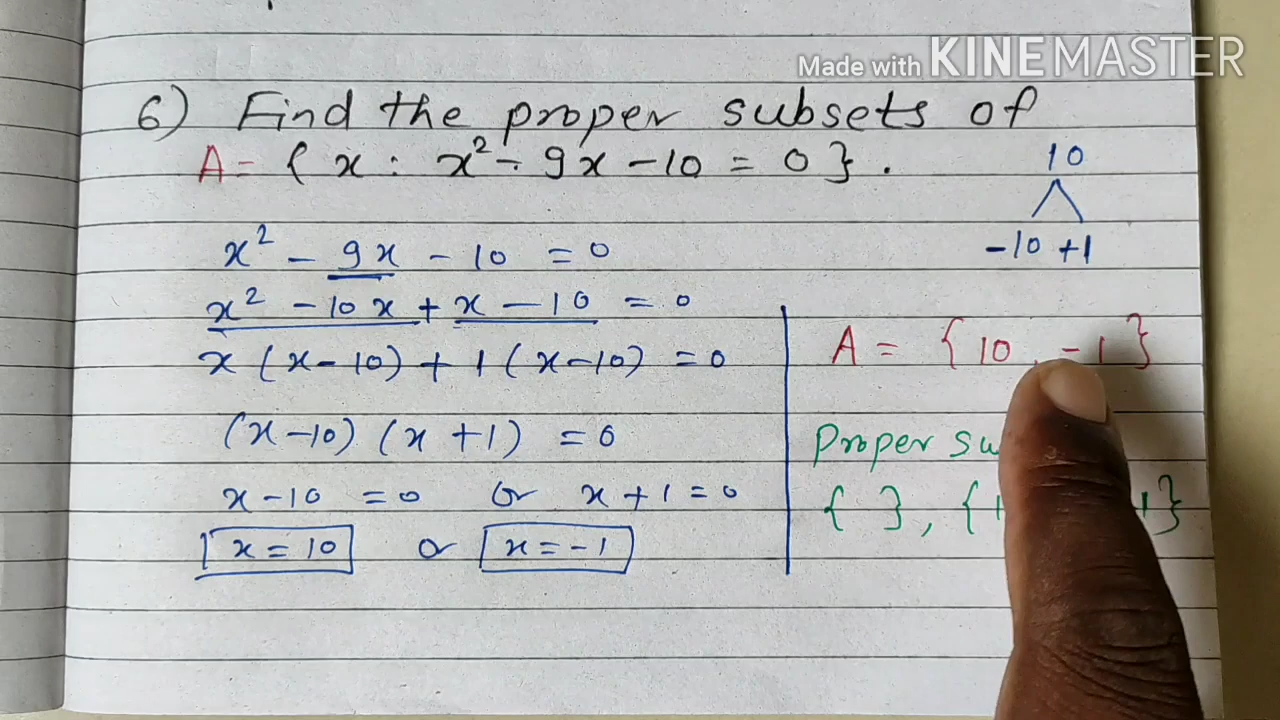 Made with KINEMASTER
6) Find the proper subsets of
A = { x : x² - 9x - 10 = 0 } .
10
-10 +1
x² - 9x - 10 = 0
x² - 10x + x - 10 = 0
x (x - 10) + 1 (x - 10) = 0
(x - 10) (x + 1) = 0
x - 10 = 0 or x + 1 = 0
x = 10 or x = -1
A = { 10 , -1 }
Proper
{ }, {